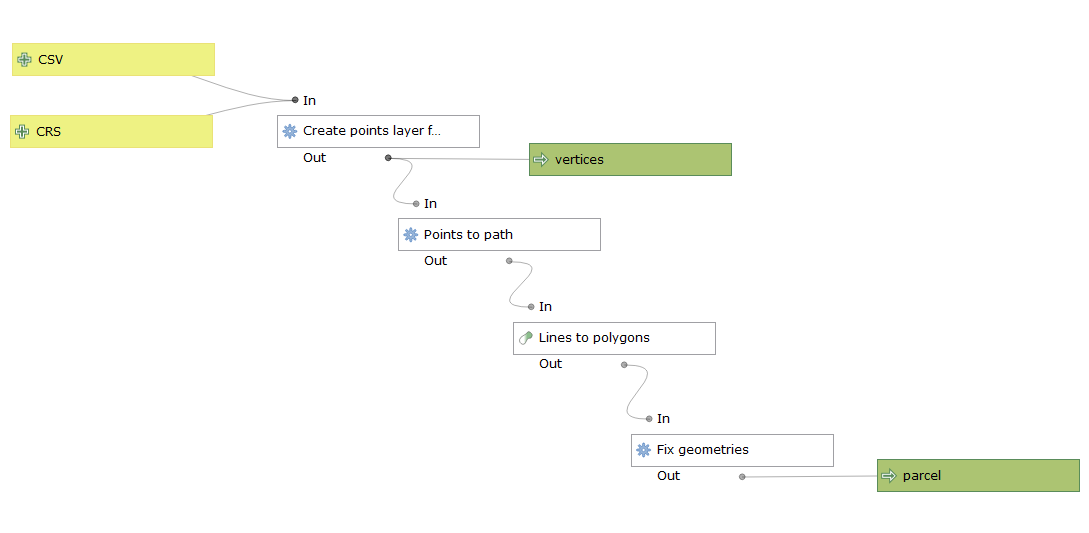 CSV
In
CRS
Create points layer f...
Out
vertices
In
Points to path
Out
In
Lines to polygons
Out
In
Fix geometries
Out
parcel